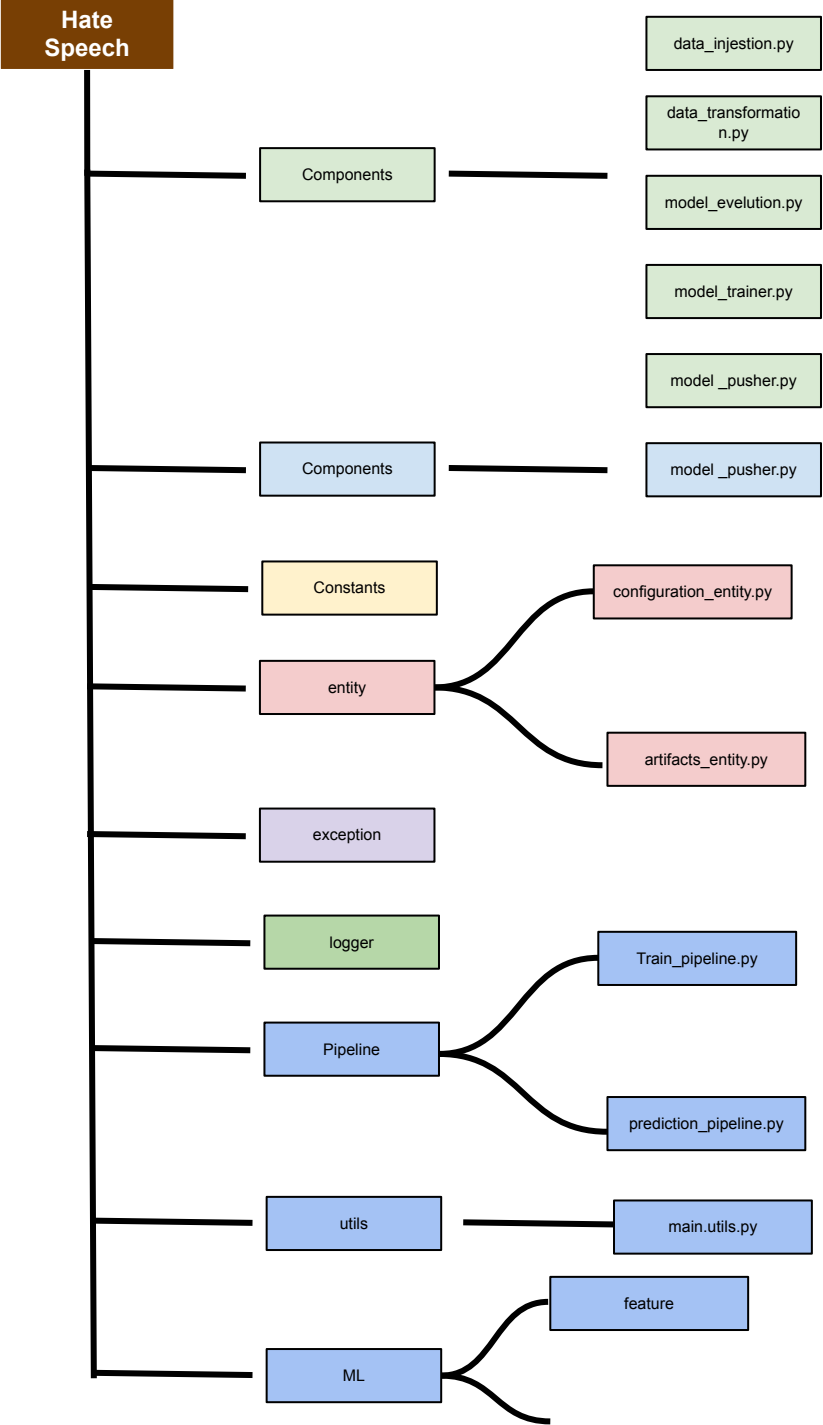 Hate
Speech
data_injestion.py
data_transformatio
n.py
Components
model_evelution.py
model_trainer.py
model _pusher.py
Components
model _pusher.py
Constants
configuration_entity.py
entity
artifacts_entity.py
exception
logger
Train_pipeline.py
Pipeline
prediction_pipeline.py
utils
main.utils.py
feature
ML